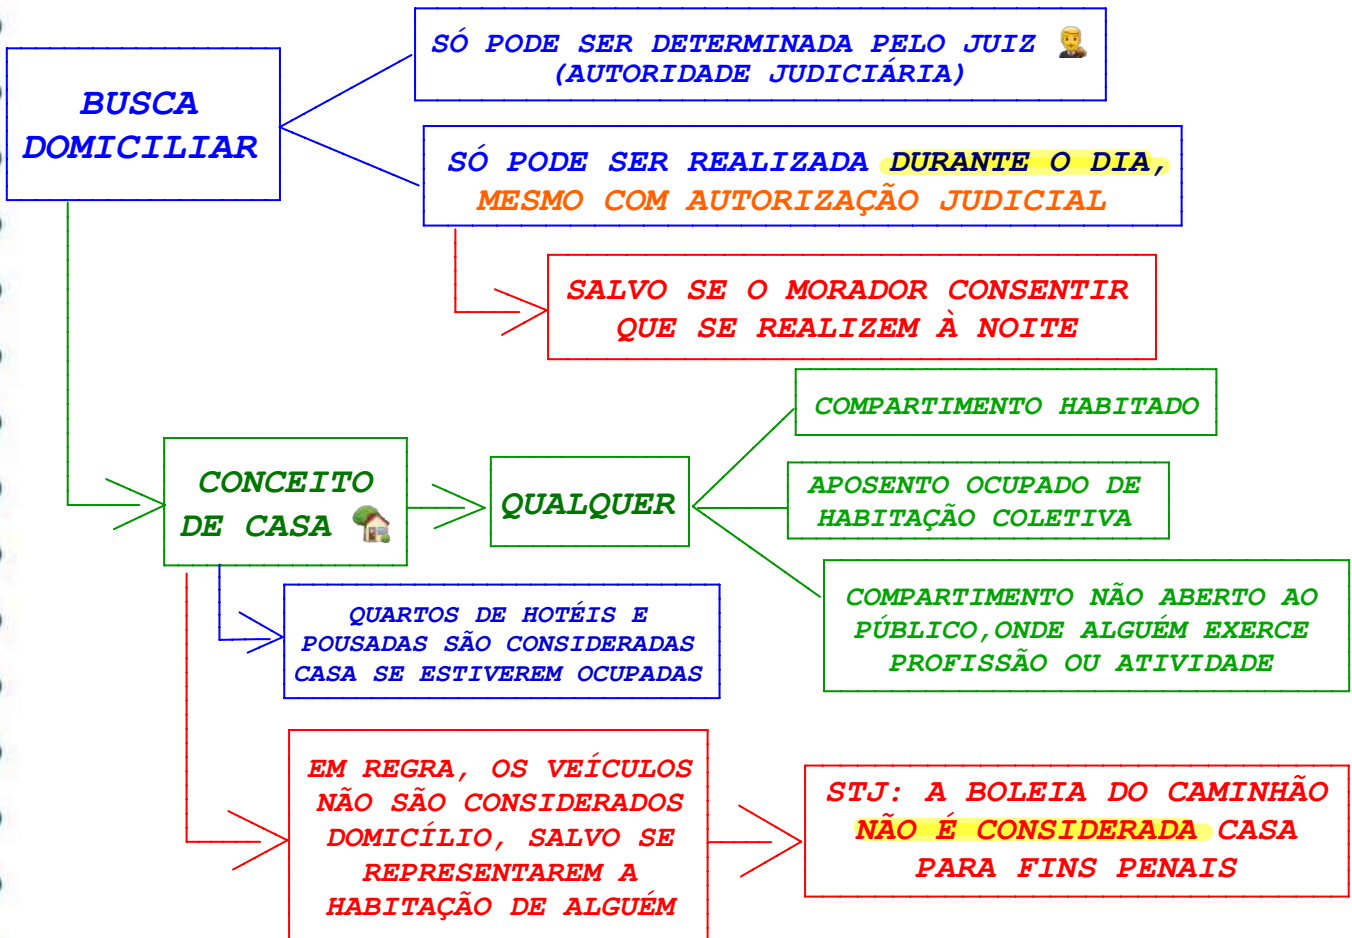 BUSCA
DOMICILIAR
SÓ PODE SER DETERMINADA PELO JUIZ
(AUTORIDADE JUDICIÁRIA)
SÓ PODE SER REALIZADA DURANTE O DIA,
MESMO COM AUTORIZAÇÃO JUDICIAL
SALVO SE O MORADOR CONSENTIR
QUE SE REALIZEM À NOITE
CONCEITO
DE CASA
QUALQUER
COMPARTIMENTO HABITADO
APOSENTO OCUPADO DE
HABITAÇÃO COLETIVA
COMPARTIMENTO NÃO ABERTO AO
PÚBLICO,ONDE ALGUÉM EXERCE
PROFISSÃO OU ATIVIDADE
QUARTOS DE HOTÉIS E
POUSADAS SÃO CONSIDERADAS
CASA SE ESTIVEREM OCUPADAS
EM REGRA, OS VEÍCULOS
NÃO SÃO CONSIDERADOS
DOMICÍLIO, SALVO SE
REPRESENTAREM A
HABITAÇÃO DE ALGUÉM
STJ: A BOLEIA DO CAMINHÃO
NÃO É CONSIDERADA CASA
PARA FINS PENAIS